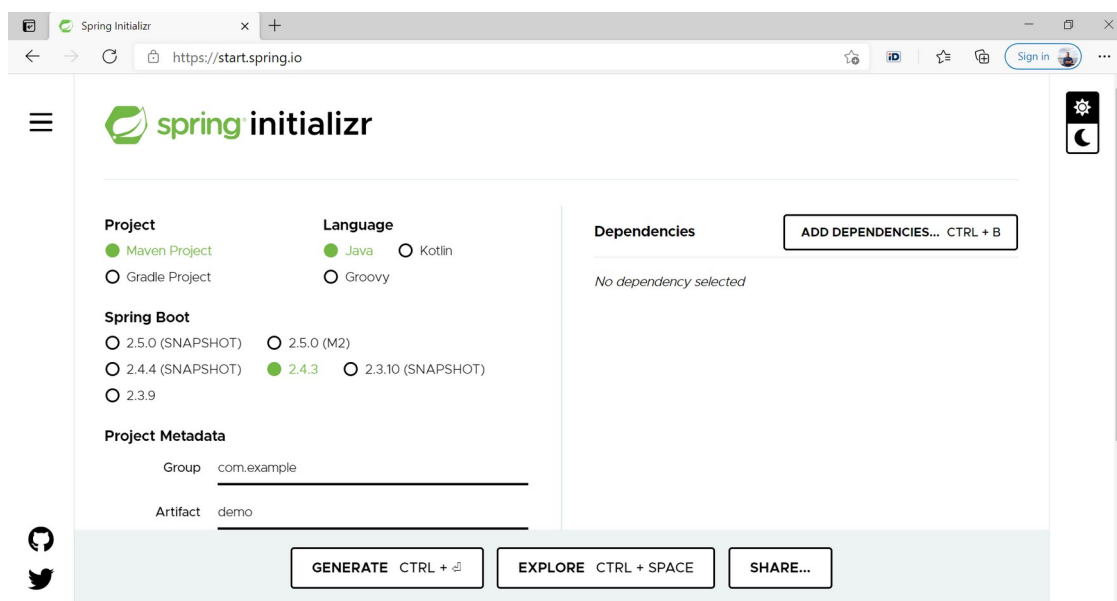 Spring Initializr
https://start.spring.io
iD
Sign in
spring initializr
Project
Maven Project
Gradle Project
Language
Java Kotlin
Groovy
Spring Boot
2.5.0 (SNAPSHOT) 2.5.0 (M2)
2.4.4 (SNAPSHOT) 2.4.3 2.3.10 (SNAPSHOT)
2.3.9
Project Metadata
Group com.example
Artifact demo
Dependencies
ADD DEPENDENCIES... CTRL + B
No dependency selected
GENERATE CTRL + ⏎
EXPLORE CTRL + SPACE
SHARE...